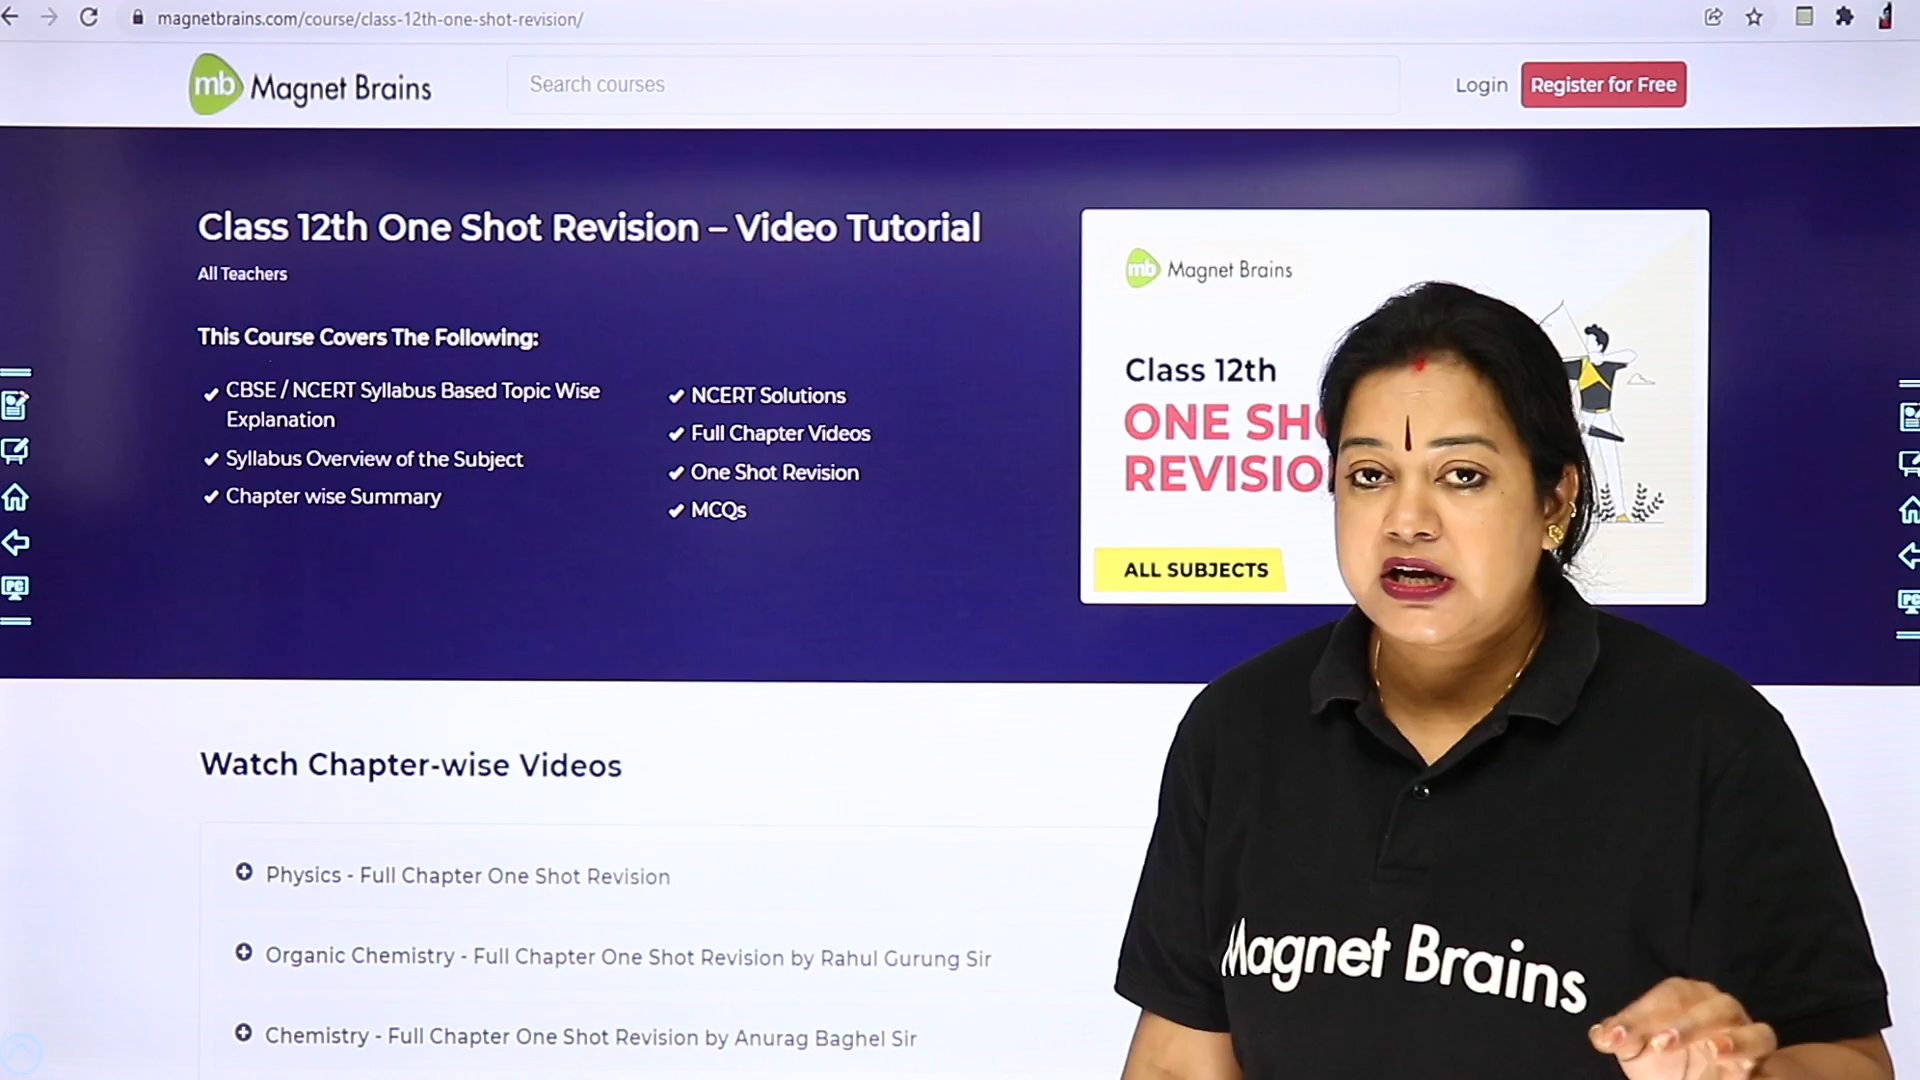 magnetbrains.com/course/class-12th-one-shot-revision/
mb Magnet Brains
Search courses
Login
Register for Free
Class 12th One Shot Revision – Video Tutorial
All Teachers
This Course Covers The Following:
CBSE / NCERT Syllabus Based Topic Wise
Explanation
Syllabus Overview of the Subject
Chapter wise Summary
NCERT Solutions
Full Chapter Videos
One Shot Revision
MCQs
mb Magnet Brains
Class 12th
ONE SH
REVISIO
ALL SUBJECTS
PC
PC
Watch Chapter-wise Videos
Physics - Full Chapter One Shot Revision
Organic Chemistry - Full Chapter One Shot Revision by Rahul Gurung Sir
Chemistry - Full Chapter One Shot Revision by Anurag Baghel Sir
Magnet Brains